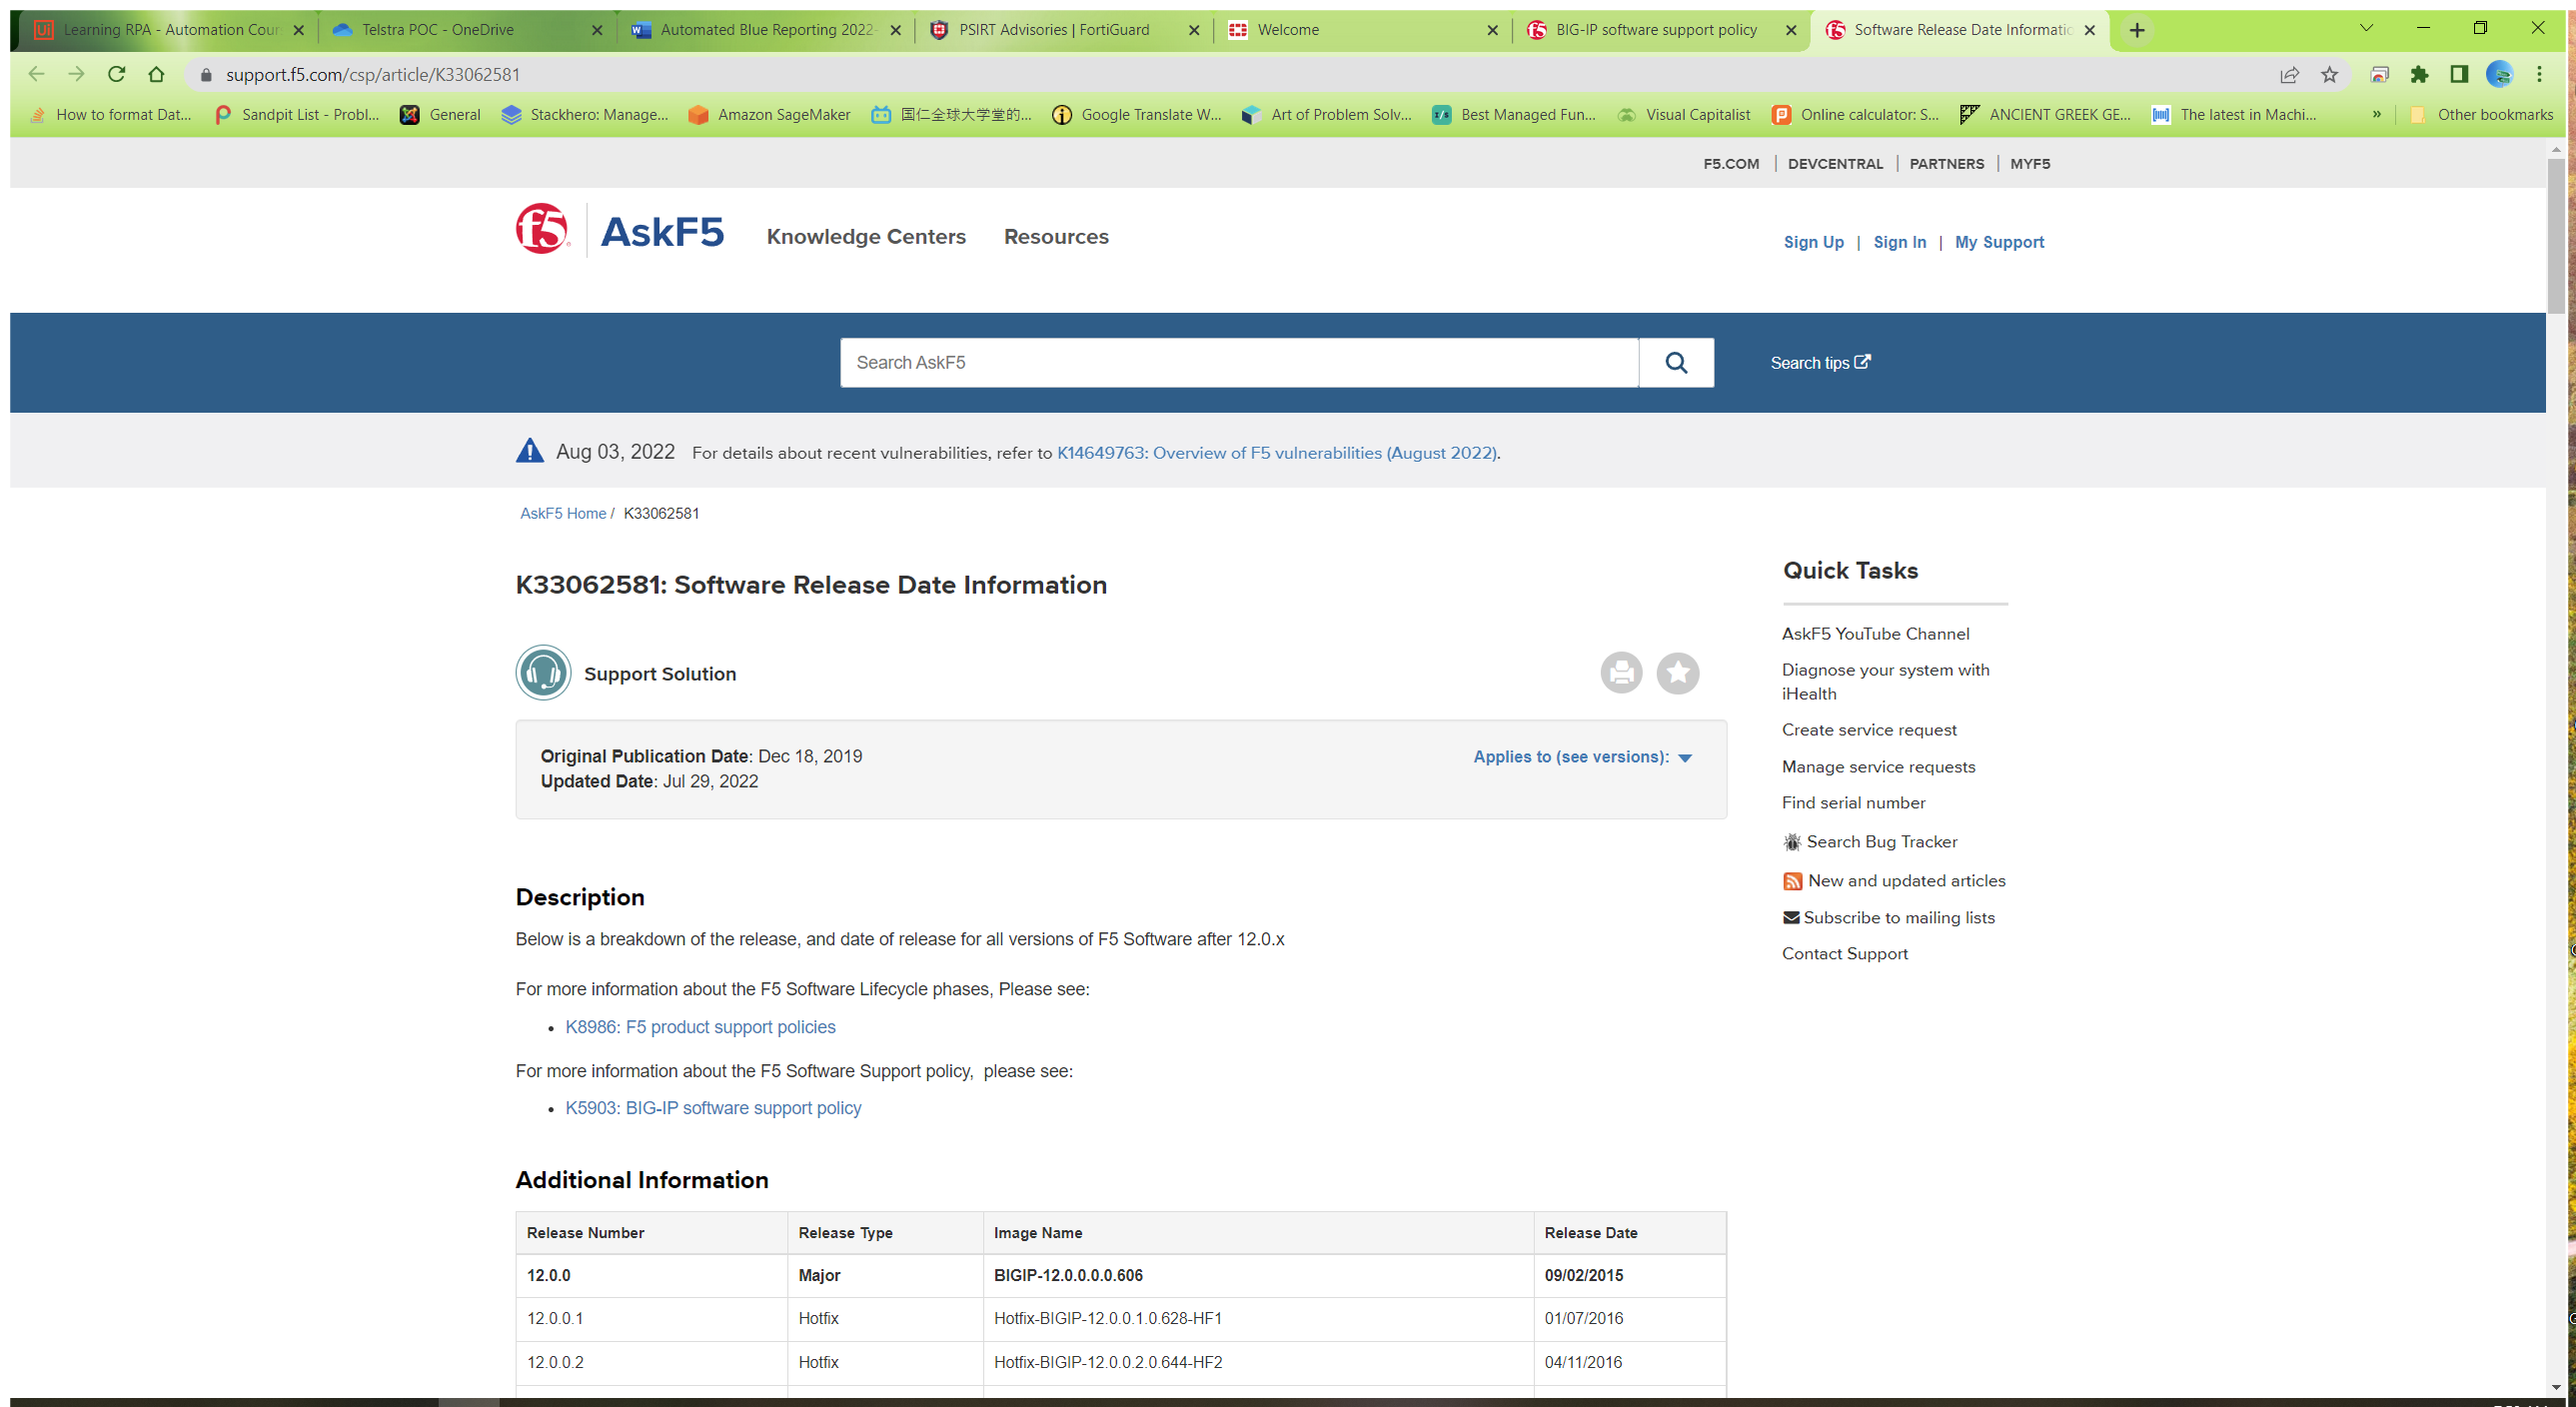 Learning RPA - Automation Cour
Telstra POC - OneDrive
Automated Blue Reporting 2022-
PSIRT Advisories | FortiGuard
Welcome
BIG-IP software support policy
Software Release Date Informatio
support.f5.com/csp/article/K33062581
How to format Dat...
Sandpit List - Probl...
General
Stackhero: Manage...
Amazon SageMaker
国仁全球大学堂的...
Google Translate W...
Art of Problem Solv...
Best Managed Fun...
Visual Capitalist
Online calculator: S...
ANCIENT GREEK GE...
The latest in Machi...
»
Other bookmarks
F5.COM | DEVCENTRAL | PARTNERS | MYF5
f5 AskF5 Knowledge Centers Resources
Sign Up | Sign In | My Support
Search AskF5
Search tips
Aug 03, 2022 For details about recent vulnerabilities, refer to K14649763: Overview of F5 vulnerabilities (August 2022).
AskF5 Home / K33062581
K33062581: Software Release Date Information
Support Solution
Original Publication Date: Dec 18, 2019
Updated Date: Jul 29, 2022
Applies to (see versions):
Description
Below is a breakdown of the release, and date of release for all versions of F5 Software after 12.0.x
For more information about the F5 Software Lifecycle phases, Please see:
• K8986: F5 product support policies
For more information about the F5 Software Support policy,  please see:
• K5903: BIG-IP software support policy
Additional Information
Release Number Release Type Image Name Release Date
12.0.0 Major BIGIP-12.0.0.0.0.606 09/02/2015
12.0.0.1 Hotfix Hotfix-BIGIP-12.0.0.1.0.628-HF1 01/07/2016
12.0.0.2 Hotfix Hotfix-BIGIP-12.0.0.2.0.644-HF2 04/11/2016
Quick Tasks
AskF5 YouTube Channel
Diagnose your system with
iHealth
Create service request
Manage service requests
Find serial number
Search Bug Tracker
New and updated articles
Subscribe to mailing lists
Contact Support